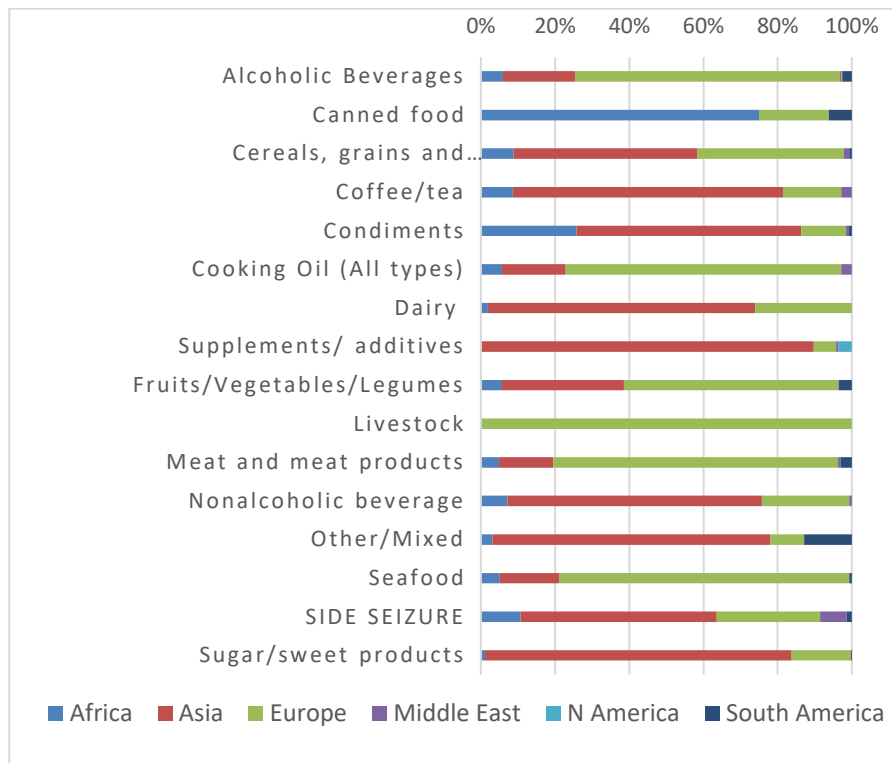 0% 20% 40% 60% 80% 100%
Alcoholic Beverages
Canned food
Cereals, grains and…
Coffee/tea
Condiments
Cooking Oil (All types)
Dairy
Supplements/ additives
Fruits/Vegetables/Legumes
Livestock
Meat and meat products
Nonalcoholic beverage
Other/Mixed
Seafood
SIDE SEIZURE
Sugar/sweet products
Africa Asia Europe Middle East N America South America